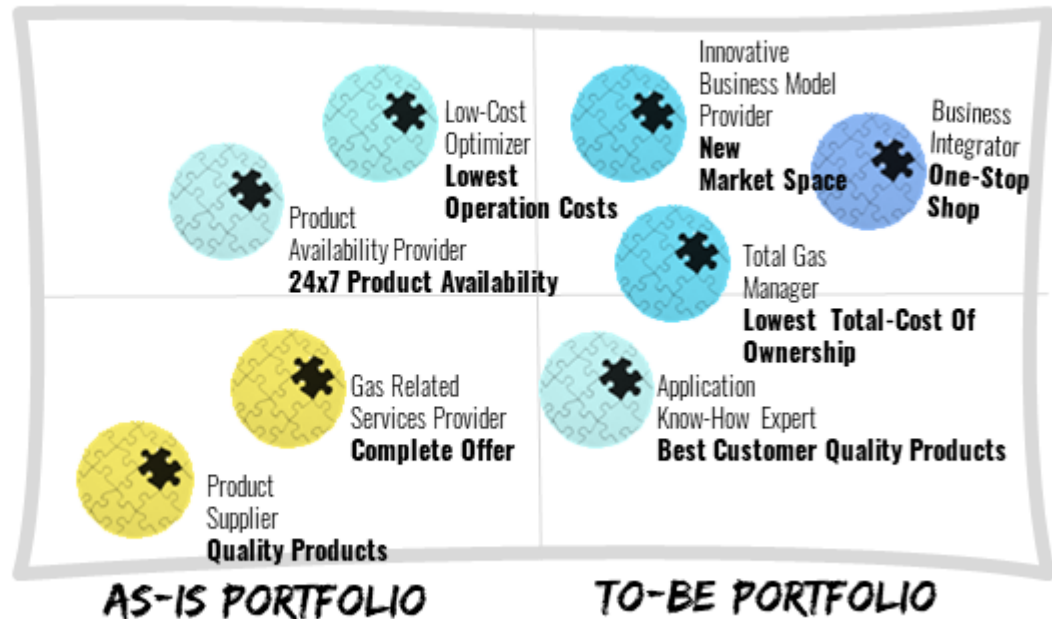 Low-Cost
Optimizer
Lowest
Operation Costs
Product
Availability Provider
24x7 Product Availability
Innovative
Business Model
Provider
New
Market Space
Business
Integrator
One-Stop
Shop
Total Gas
Manager
Lowest Total-Cost Of
Ownership
Gas Related
Services Provider
Complete Offer
Product
Supplier
Quality Products
Application
Know-How Expert
Best Customer Quality Products
AS-IS PORTFOLIO
TO-BE PORTFOLIO